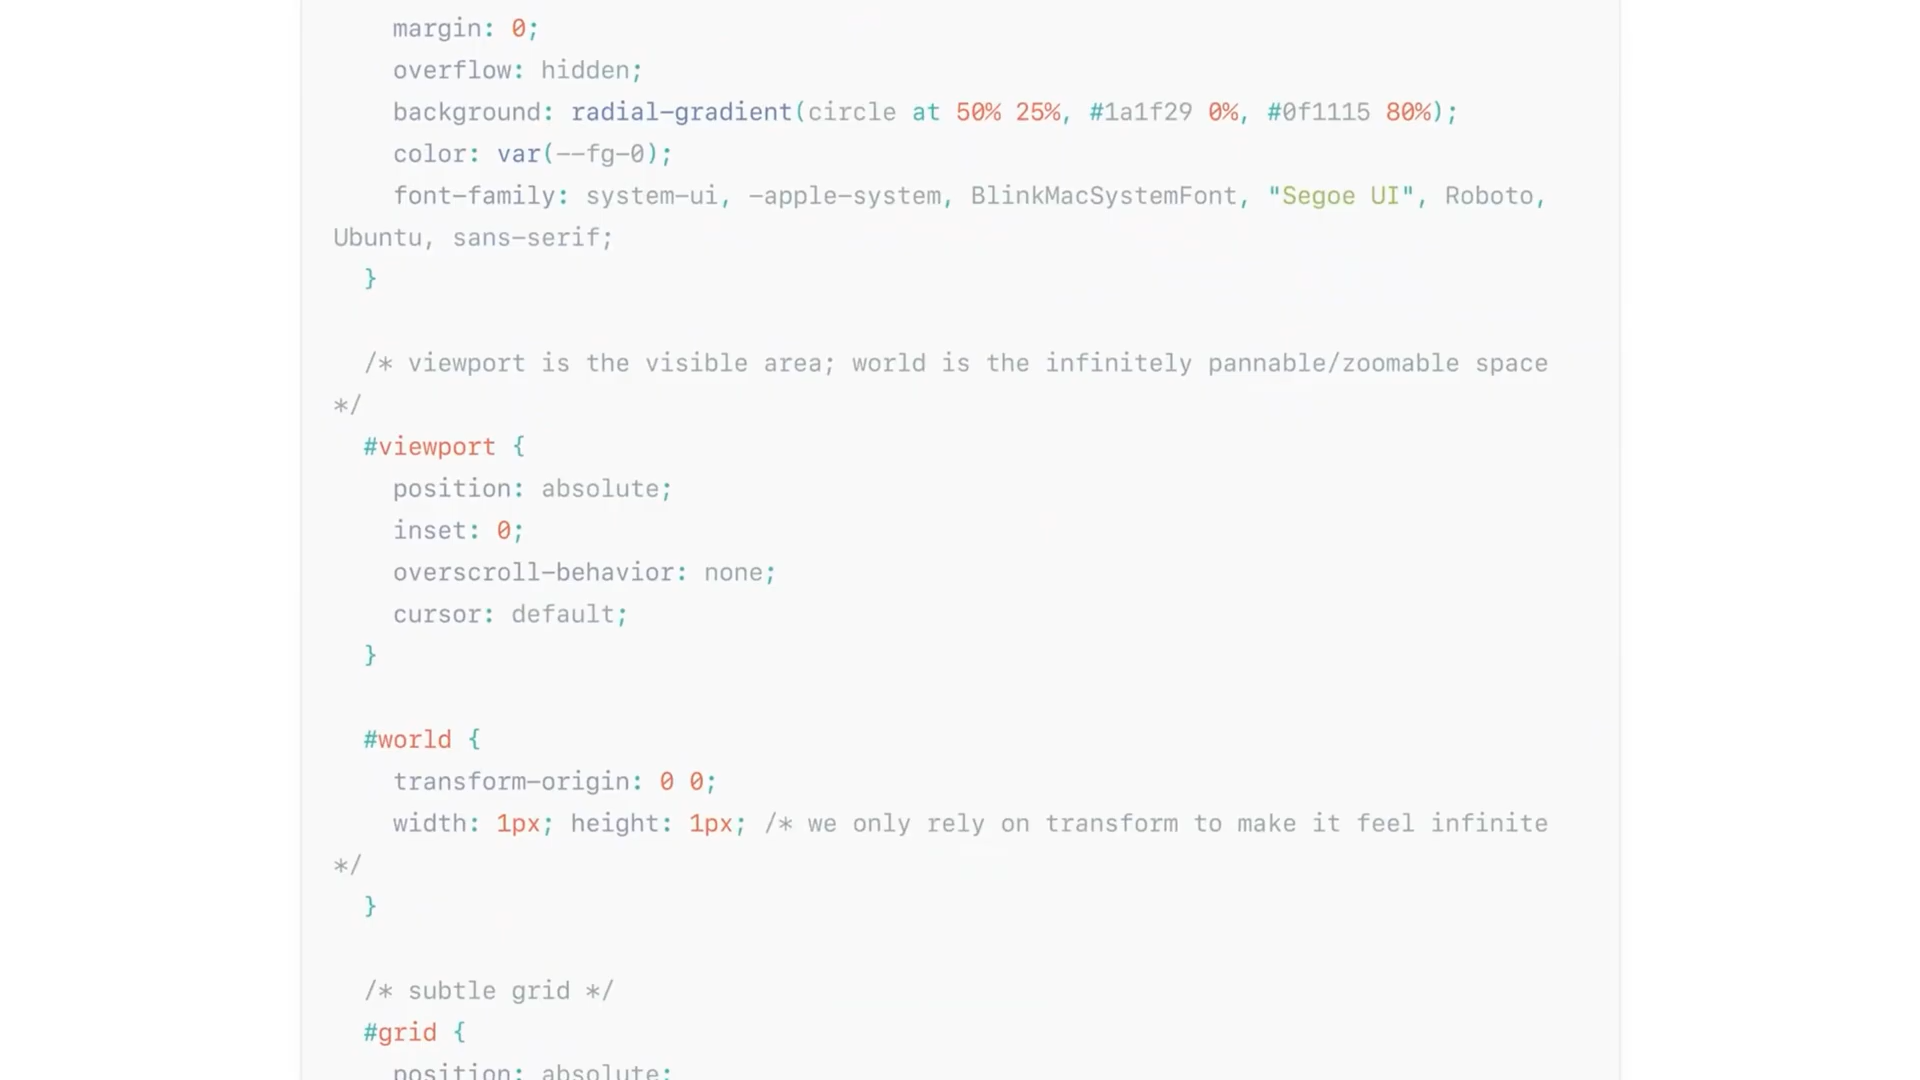 margin: 0;
overflow: hidden;
background: radial-gradient(circle at 50% 25%, #1a1f29 0%, #0f1115 80%);
color: var(--fg-0);
font-family: system-ui, -apple-system, BlinkMacSystemFont, "Segoe UI", Roboto,
Ubuntu, sans-serif;
}
/* viewport is the visible area; world is the infinitely pannable/zoomable space
*/
#viewport {
position: absolute;
inset: 0;
overscroll-behavior: none;
cursor: default;
}
#world {
transform-origin: 0 0;
width: 1px; height: 1px; /* we only rely on transform to make it feel infinite
*/
}
/* subtle grid */
#grid {
position: absolute;